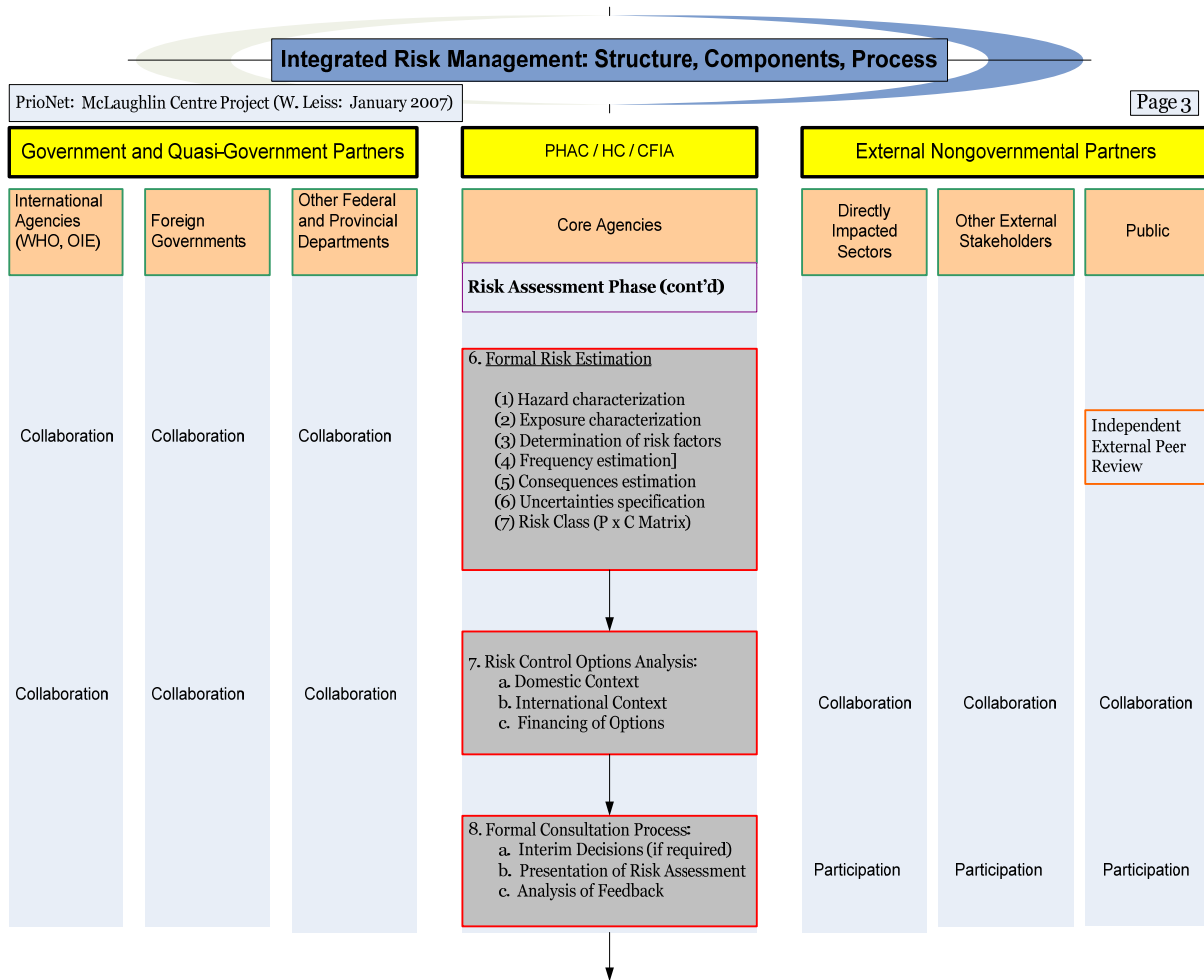 Integrated Risk Management: Structure, Components, Process
PrioNet: McLaughlin Centre Project (W. Leiss: January 2007)
Page 3
Government and Quasi-Government Partners
PHAC / HC / CFIA
External Nongovernmental Partners
International
Agencies
(WHO, OIE)
Foreign
Governments
Other Federal
and Provincial
Departments
Core Agencies
Directly
Impacted
Sectors
Other External
Stakeholders
Public
Risk Assessment Phase (cont’d)
6. Formal Risk Estimation
(1) Hazard characterization
(2) Exposure characterization
(3) Determination of risk factors
(4) Frequency estimation]
(5) Consequences estimation
(6) Uncertainties specification
(7) Risk Class (P x C Matrix)
Collaboration
Collaboration
Collaboration
Independent
External Peer
Review
7. Risk Control Options Analysis:
a. Domestic Context
b. International Context
c. Financing of Options
Collaboration
Collaboration
Collaboration
Collaboration
Collaboration
Collaboration
8. Formal Consultation Process:
a. Interim Decisions (if required)
b. Presentation of Risk Assessment
c. Analysis of Feedback
Participation
Participation
Participation